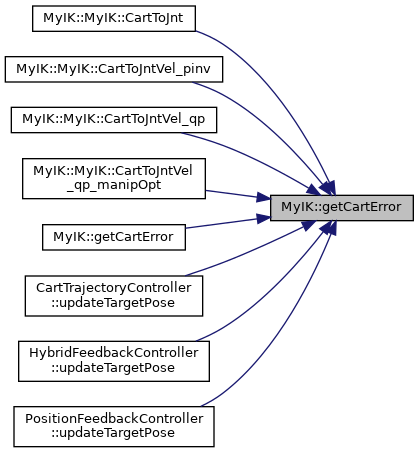 MyIK::MyIK::CartToJnt
MyIK::MyIK::CartToJntVel_pinv
MyIK::MyIK::CartToJntVel_qp
MyIK::MyIK::CartToJntVel
_qp_manipOpt
MyIK::getCartError
MyIK::getCartError
CartTrajectoryController
::updateTargetPose
HybridFeedbackController
::updateTargetPose
PositionFeedbackController
::updateTargetPose